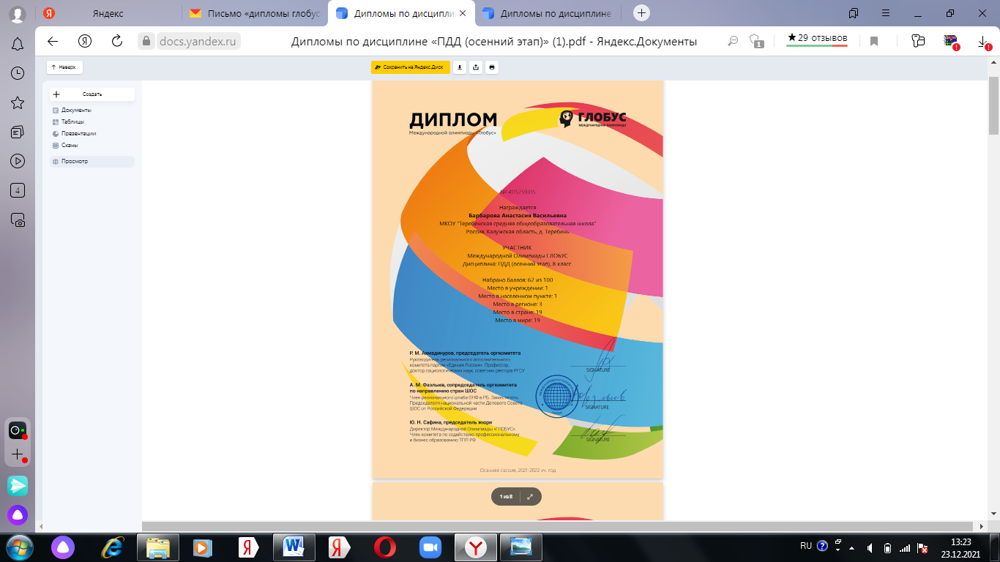 Яндекс
Письмо «дипломы глобус
Дипломы по дисципли
Дипломы по дисциплине
docs.yandex.ru
Дипломы по дисциплине «ПДД (осенний этап)» (1).pdf - Яндекс.Документы
★ 29 отзывов
1
↑ Наверх
Сохранить на Яндекс.Диск
Создать
Документы
Таблицы
Презентации
Сканы
Просмотр
4
ДИПЛОМ
Международной олимпиады «Глобус»
ГЛОБУС
МЕЖДУНАРОДНАЯ ОЛИМПИАДА
№ 4115759315
Награждается
Барбарова Анастасия Васильевна
МКОУ "Теребенская средняя общеобразовательная школа"
Россия, Калужская область, д. Теребень
УЧАСТНИК
Международной Олимпиады ГЛОБУС
Дисциплина: ПДД (осенний этап), 8 класс
Набрано баллов: 62 из 100
Место в учреждении: 1
Место в населенном пункте: 1
Место в регионе: 3
Место в стране: 19
Место в мире: 19
Р. М. Ахмадинуров, председатель оргкомитета
Руководитель регионального исполнительного
комитета партии «Единая Россия». Профессор,
доктор социологических наук, советник ректора РГСУ
SIGNATURE
А. М. Фазлыев, сопредседатель оргкомитета
по направлению стран ШОС
Член регионального штаба ОНФ в РБ. Заместитель
Председателя национальной части Делового Совета
ШОС от Российской Федерации
SIGNATURE
Ю. Н. Сафина, председатель жюри
Директор Международной Олимпиады «ГЛОБУС».
Член комитета по содействию профессиональному
и бизнес образованию ТПП РФ
SIGNATURE
Осенняя сессия, 2021-2022 уч. год
1 из 8
RU
13:23
23.12.2021